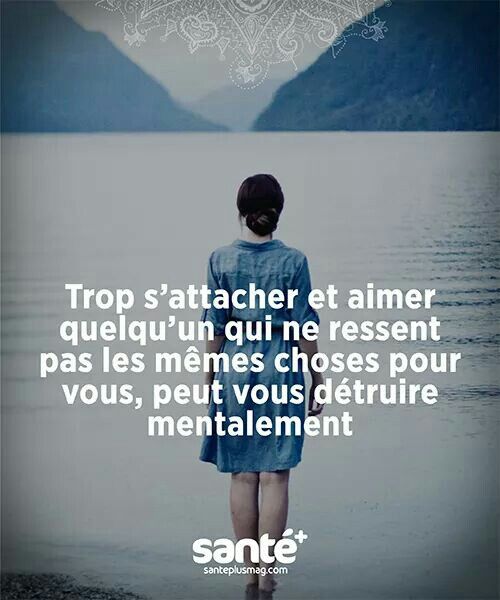 Trop s'attacher et aimer
quelqu'un qui ne ressent
pas les mêmes choses pour
vous, peut vous détruire
mentalement
santé+
santeplusmag.com